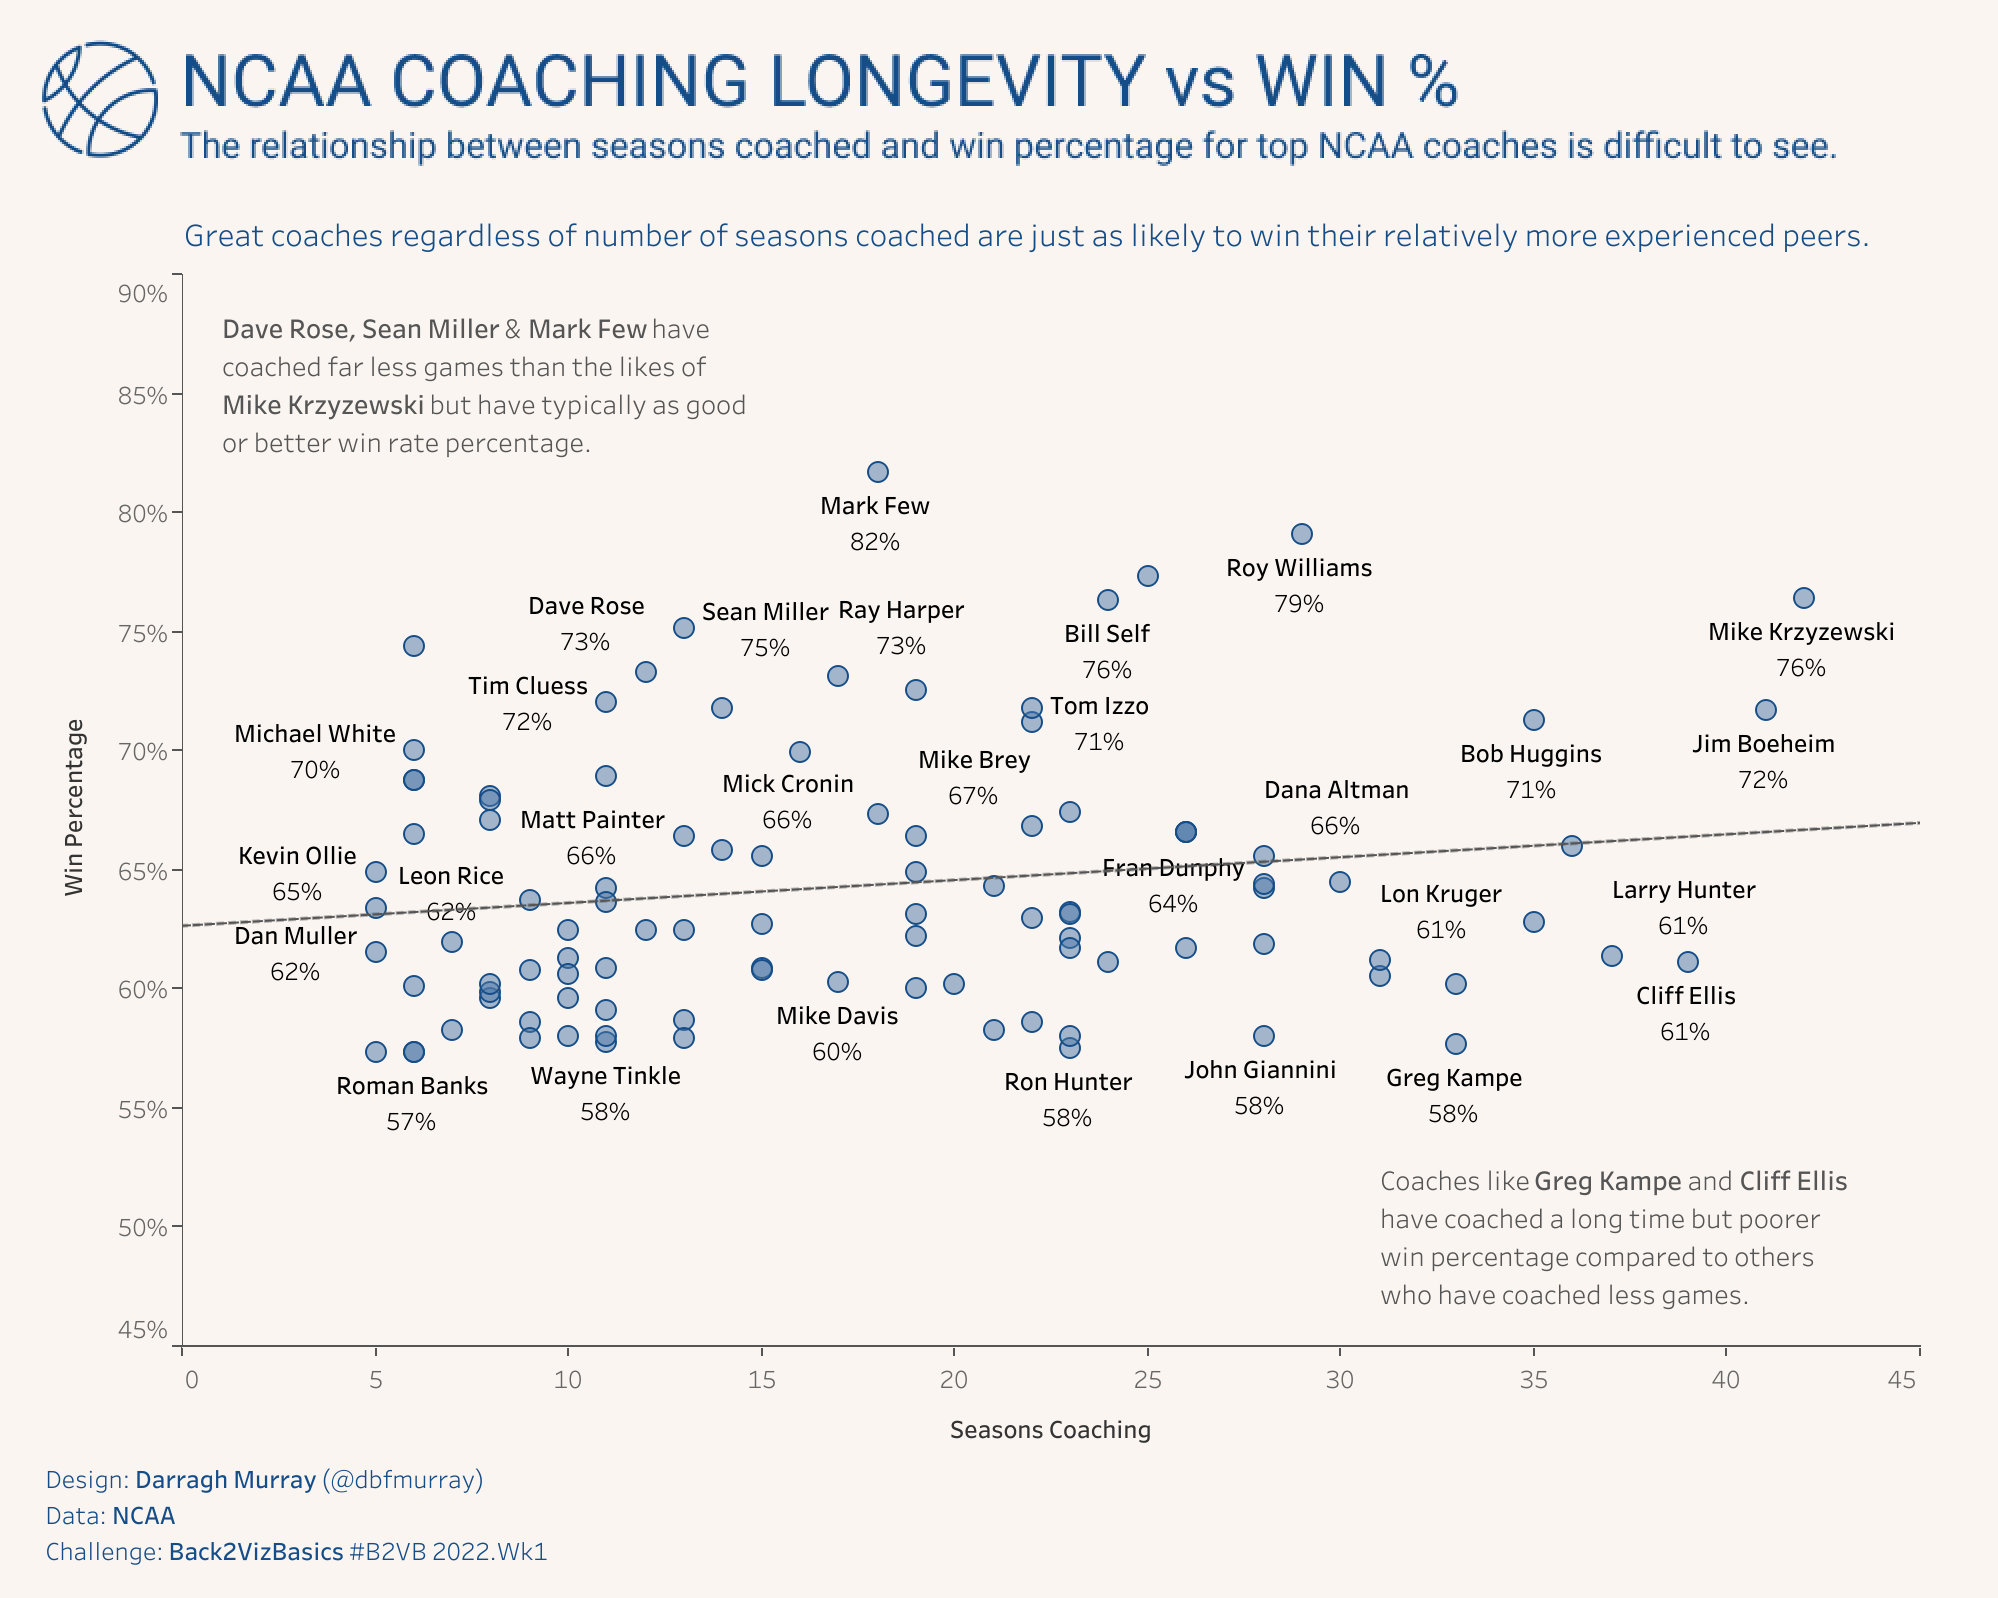 NCAA COACHING LONGEVITY vs WIN %
The relationship between seasons coached and win percentage for top NCAA coaches is difficult to see.
Great coaches regardless of number of seasons coached are just as likely to win their relatively more experienced peers.
90%
Dave Rose, Sean Miller & Mark Few have
coached far less games than the likes of
Mike Krzyzewski but have typically as good
or better win rate percentage.
85%
80%
Mark Few
82%
Roy Williams
79%
Dave Rose
73%
Sean Miller
75%
Ray Harper
73%
Bill Self
76%
Mike Krzyzewski
76%
75%
Tim Cluess
72%
Tom Izzo
71%
Michael White
70%
70%
Mike Brey
67%
Bob Huggins
71%
Jim Boeheim
72%
Mick Cronin
66%
Dana Altman
66%
Matt Painter
66%
Win Percentage
Kevin Ollie
65%
65%
Leon Rice
62%
Fran Dunphy
64%
Lon Kruger
61%
Larry Hunter
61%
Dan Muller
62%
60%
Cliff Ellis
61%
Mike Davis
60%
Roman Banks
57%
Wayne Tinkle
58%
Ron Hunter
58%
John Giannini
58%
Greg Kampe
58%
55%
Coaches like Greg Kampe and Cliff Ellis
have coached a long time but poorer
win percentage compared to others
who have coached less games.
50%
45%
0 5 10 15 20 25 30 35 40 45
Seasons Coaching
Design: Darragh Murray (@dbfmurray)
Data: NCAA
Challenge: Back2VizBasics #B2VB 2022.Wk1